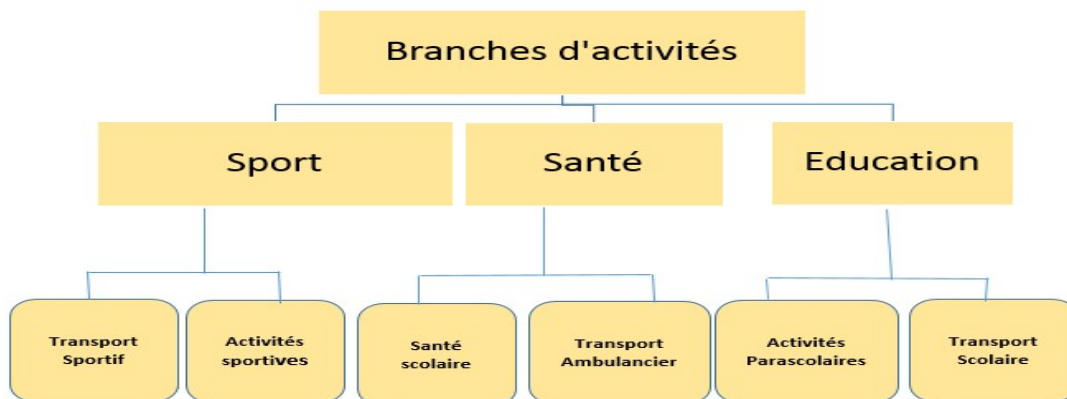 Branches d'activités
Sport
Santé
Education
Transport
Sportif
Activités
sportives
Santé
scolaire
Transport
Ambulancier
Activités
Parascolaires
Transport
Scolaire